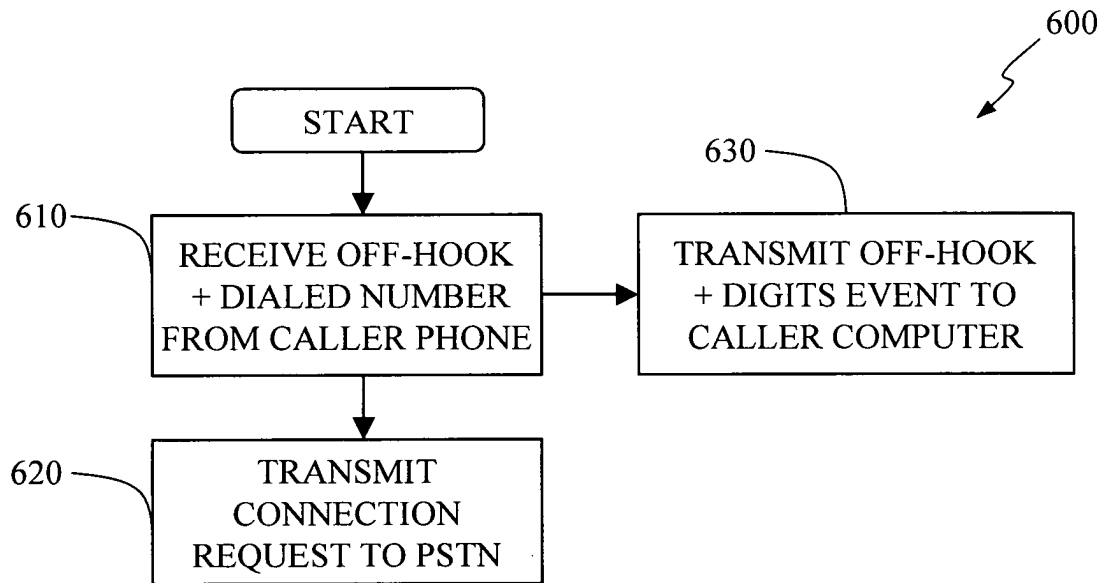 600
START
630
610
RECEIVE OFF-HOOK
+ DIALED NUMBER
FROM CALLER PHONE
TRANSMIT OFF-HOOK
+ DIGITS EVENT TO
CALLER COMPUTER
620
TRANSMIT
CONNECTION
REQUEST TO PSTN